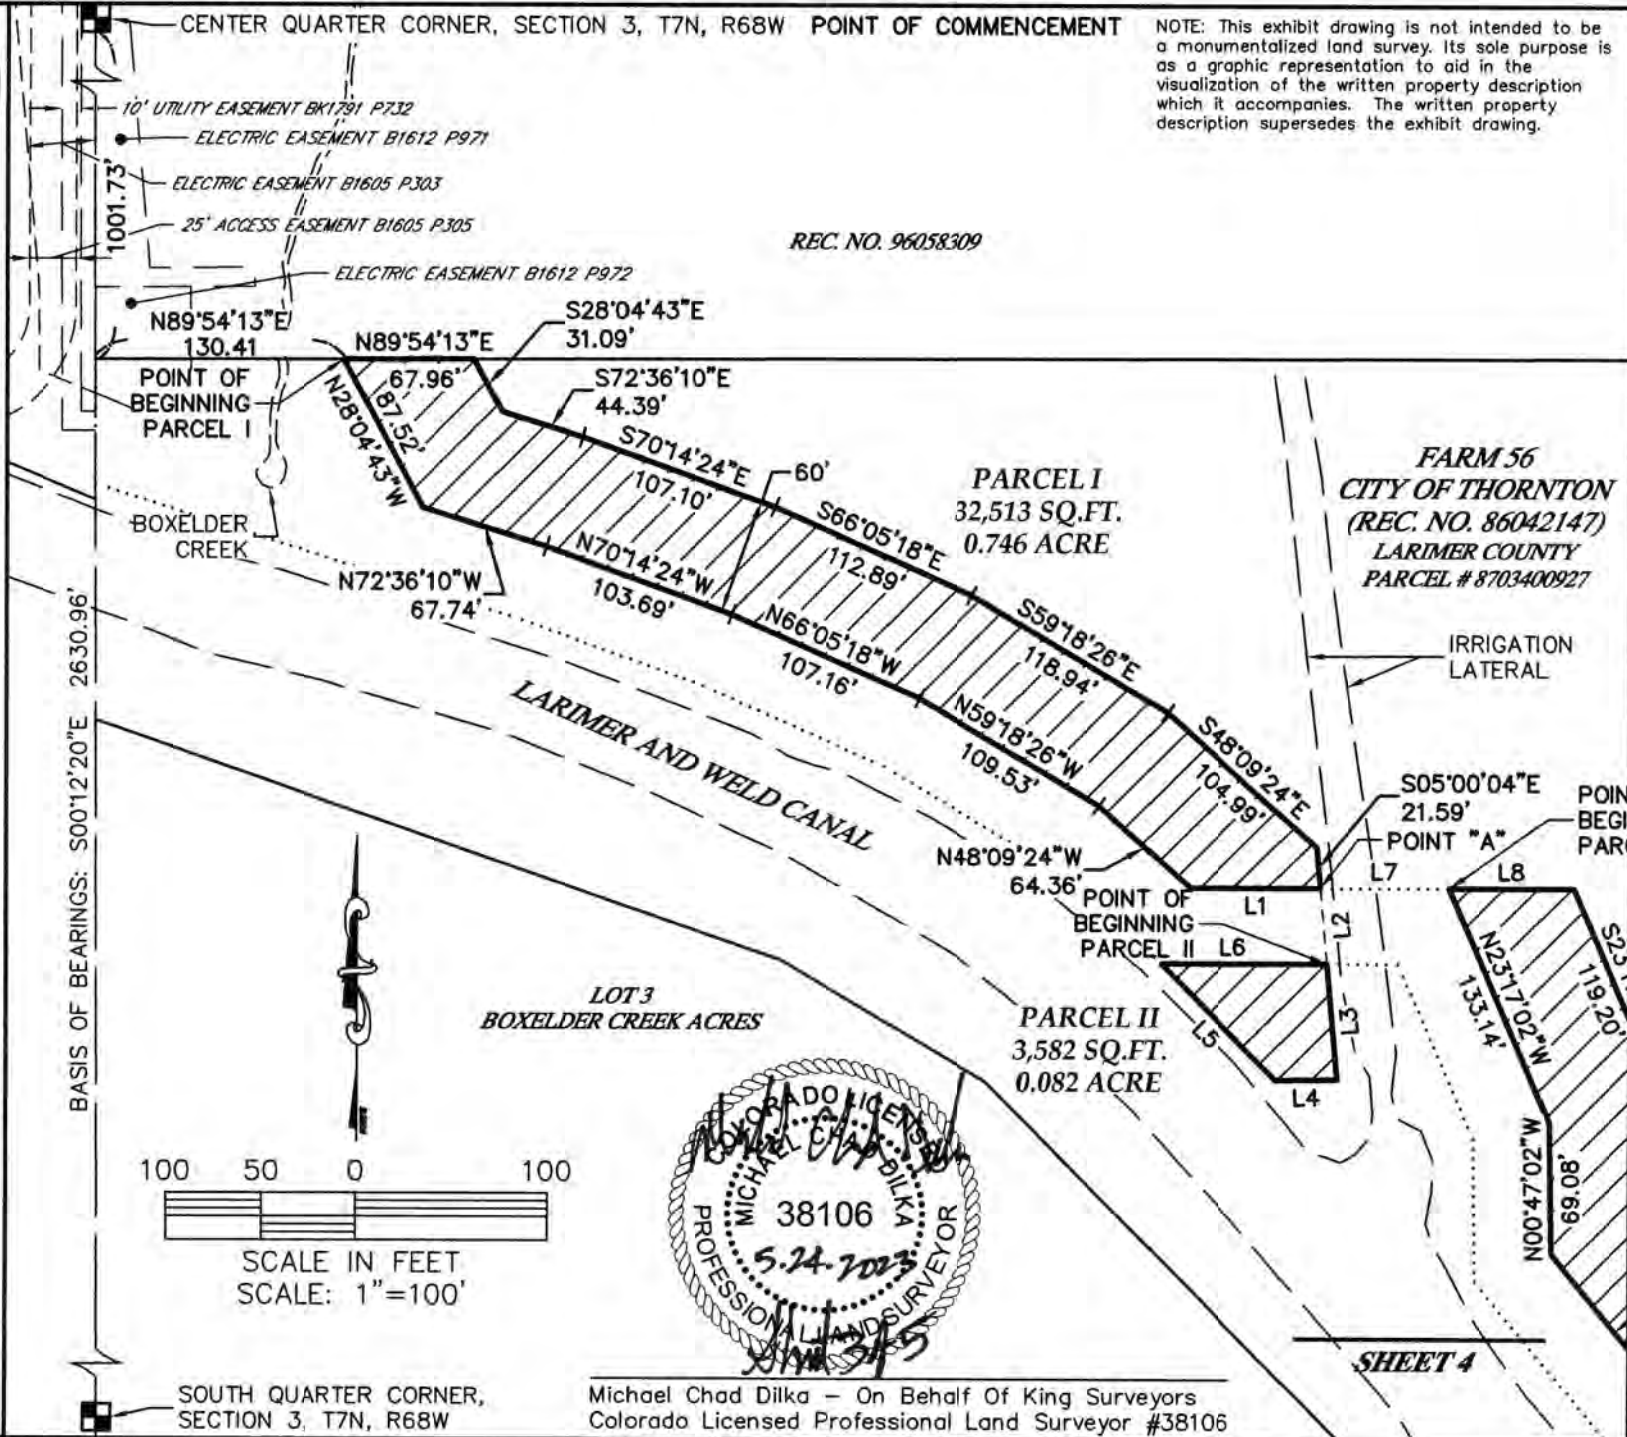 CENTER QUARTER CORNER, SECTION 3, T7N, R68W POINT OF COMMENCEMENT
NOTE: This exhibit drawing is not intended to be
a monumentalized land survey. Its sole purpose is
as a graphic representation to aid in the
visualization of the written property description
which it accompanies. The written property
description supersedes the exhibit drawing.
10' UTILITY EASEMENT BK1791 P732
ELECTRIC EASEMENT B1612 P971
ELECTRIC EASEMENT B1605 P303
25' ACCESS EASEMENT B1605 P305
ELECTRIC EASEMENT B1612 P972
1001.73'
REC. NO. 96058309
N89°54'13"E
130.41
N89°54'13"E
67.96'
S28°04'43"E
31.09'
POINT OF
BEGINNING
PARCEL I
N28°04'43"W
87.52'
S72°36'10"E
44.39'
S70°14'24"E
107.10'
60'
S66°05'18"E
112.89'
PARCEL I
32,513 SQ.FT.
0.746 ACRE
FARM 56
CITY OF THORNTON
(REC. NO. 86042147)
LARIMER COUNTY
PARCEL # 8703400927
BOXELDER
CREEK
N72°36'10"W
67.74'
N70°14'24"W
103.69'
N66°05'18"W
107.16'
S59°18'26"E
118.94'
IRRIGATION
LATERAL
N59°18'26"W
109.53'
S48°09'24"E
104.99'
LARIMER AND WELD CANAL
S05°00'04"E
21.59'
POINT "A"
N48°09'24"W
64.36'
L1
L7
L8
L2
POINT OF
BEGINNING
PARCEL II
L6
L3
L5
L4
PARCEL II
3,582 SQ.FT.
0.082 ACRE
N23°17'02"W
133.14'
119.20'
N00°47'02"W
69.08'
BASIS OF BEARINGS: S00°12'20"E 2630.96'
LOT 3
BOXELDER CREEK ACRES
100 50 0 100
SCALE IN FEET
SCALE: 1"=100'
COLORADO LICENSED
MICHAEL CHAD DILKA
38106
5-24-2023
PROFESSIONAL LAND SURVEYOR
SHEET 4
SOUTH QUARTER CORNER,
SECTION 3, T7N, R68W
Michael Chad Dilka – On Behalf Of King Surveyors
Colorado Licensed Professional Land Surveyor #38106